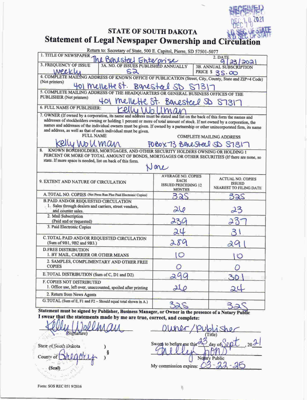 RECEIVED
STATE OF SOUTH DAKOTA
Statement of Legal Newspaper Ownership and Circulation
Return to: Secretary of State, 500 E. Capitol, Pierre, SD 57501-5077
1. TITLE OF NEWSPAPER The Bonesteel Enterprise
2. DATE 9/23/2021
3. FREQUENCY OF ISSUE weekly
3A. NO. OF ISSUES PUBLISHED ANNUALLY 52
3B. ANNUAL SUBSCRIPTION PRICE $ 35.00
4. COMPLETE MAILING ADDRESS OF KNOWN OFFICE OF PUBLICATION (Street, City, County, State and ZIP+4 Code) (Not printers)
401 Mellette St. Bonesteel SD 57317
5. COMPLETE MAILING ADDRESS OF THE HEADQUARTERS OR GENERAL BUSINESS OFFICES OF THE PUBLISHER (Not printer)
401 Mellette St. Bonesteel SD 57317
6. FULL NAME OF PUBLISHER: Kelly Wollman
7. OWNER (If owned by a corporation, its name and address must be stated and list on the back of this form the names and addresses of stockholders owning or holding 1 percent or more of total amount of stock. If not owned by a corporation, the names and addresses of the individual owners must be given. If owned by a partnership or other unincorporated firm, its name and address, as well as that of each individual must be given).
FULL NAME COMPLETE MAILING ADDRESS
Kelly Wollman PO Box 73 Bonesteel SD 57317
8. KNOWN BONDHOLDERS, MORTGAGEES, AND OTHER SECURITY HOLDERS OWNING OR HOLDING 1 PERCENT OR MORE OF TOTAL AMOUNT OF BONDS, MORTGAGES OR OTHER SECURITIES (If there are none, so state. If more space is needed, list on back of this form).
None
9. EXTENT AND NATURE OF CIRCULATION
AVERAGE NO. COPIES EACH ISSUED PRECEDING 12 MONTHS
ACTUAL NO. COPIES ISSUED NEAREST TO FILING DATE
A. TOTAL NO. COPIES 325 325
B. PAID AND/OR REQUESTED CIRCULATION
1. Sales through dealers and carriers, street vendors, and counter sales. 26 23
2. Mail Subscription (Paid and or requested) 239 237
3. Paid Electronic Copies 24 31
C. TOTAL PAID AND/OR REQUESTED CIRCULATION (Sum of 9B1, 9B2 and 9B3) 289 291
D. FREE DISTRIBUTION
1. BY MAIL, CARRIER OR OTHER MEANS 10 10
2. SAMPLES, COMPLIMENTARY AND OTHER FREE COPIES 0 0
E. TOTAL DISTRIBUTION (Sum of C, D1 and D2) 299 301
F. COPIES NOT DISTRIBUTED
1. Office use, left over, unaccounted, spoiled after printing 26 24
2. Return from News Agents
G. TOTAL (Sum of E, F1 and F2 - Should equal total shown in A.) 325 325
Statement must be signed by Publisher, Business Manager, or Owner in the presence of a Notary Public
I swear that the statements made by me are true, correct, and complete:
Kelly Wollman owner/publisher
(Signature) (Title)
State of South Dakota ) Sworn to before me this 23 day of Sept 2021
County of Gregory )
Notary Public
(Seal) My commission expires 03-22-25
Form: SOS REC 051 9/2016